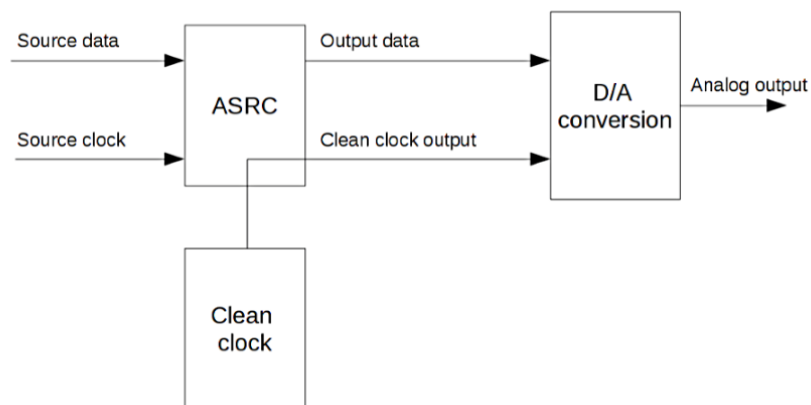 Source data
Output data
ASRC
D/A
conversion
Analog output
Source clock
Clean clock output
Clean
clock